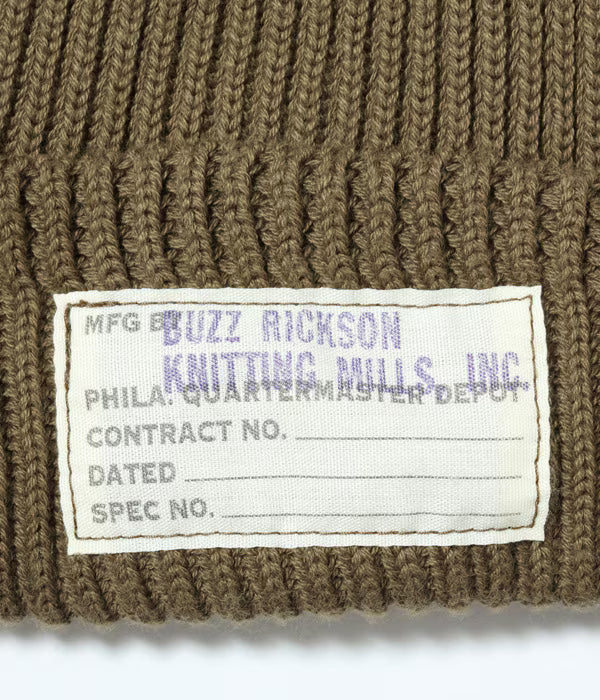 MFG BY BUZZ RICKSON
KNITTING MILLS, INC.
PHILA. QUARTERMASTER DEPOT
CONTRACT NO.
DATED
SPEC NO.